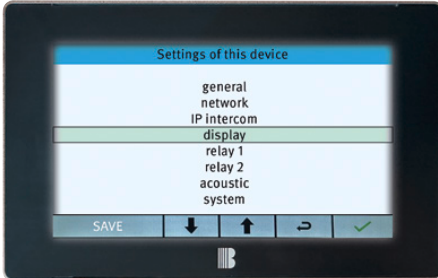 Settings of this device
general
network
IP intercom
display
relay 1
relay 2
acoustic
system
SAVE